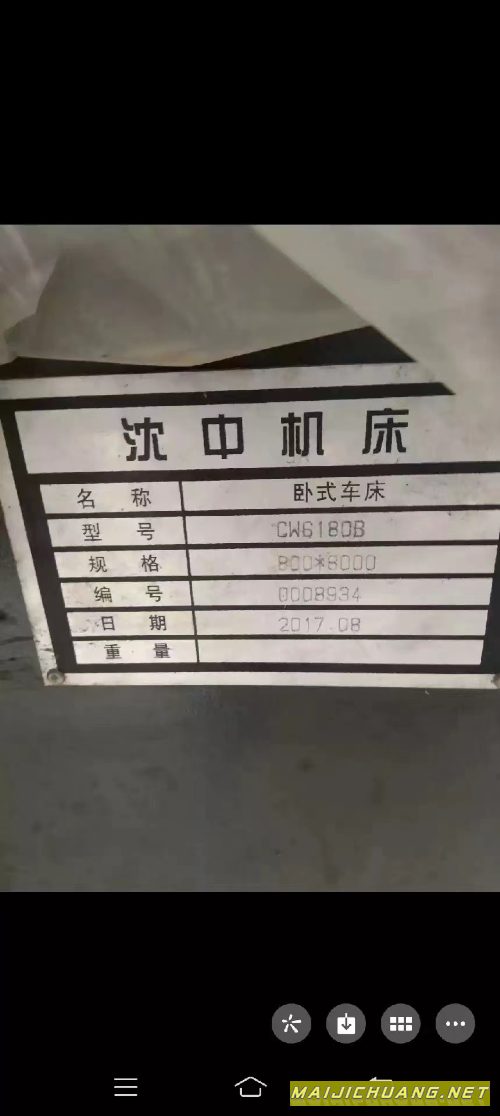 沈中机床
名 称 卧式车床
型 号 CW6180B
规 格 800*8000
编 号 0008934
日 期 2017.08
重 量
MAIJICHUANG.NET